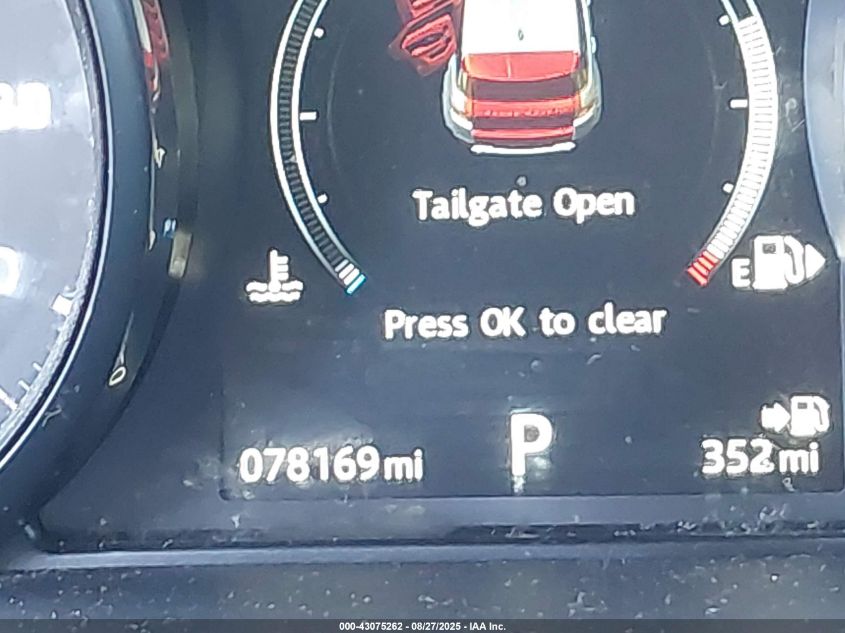 Tailgate Open
E
Press OK to clear
078169mi
P
352mi
000-43075262 - 08/27/2025 - IAA Inc.